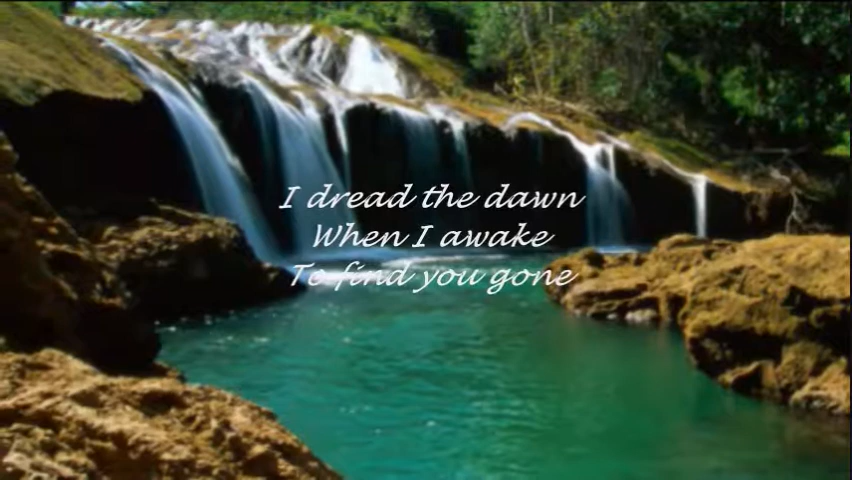 I dread the dawn
When I awake
To find you gone